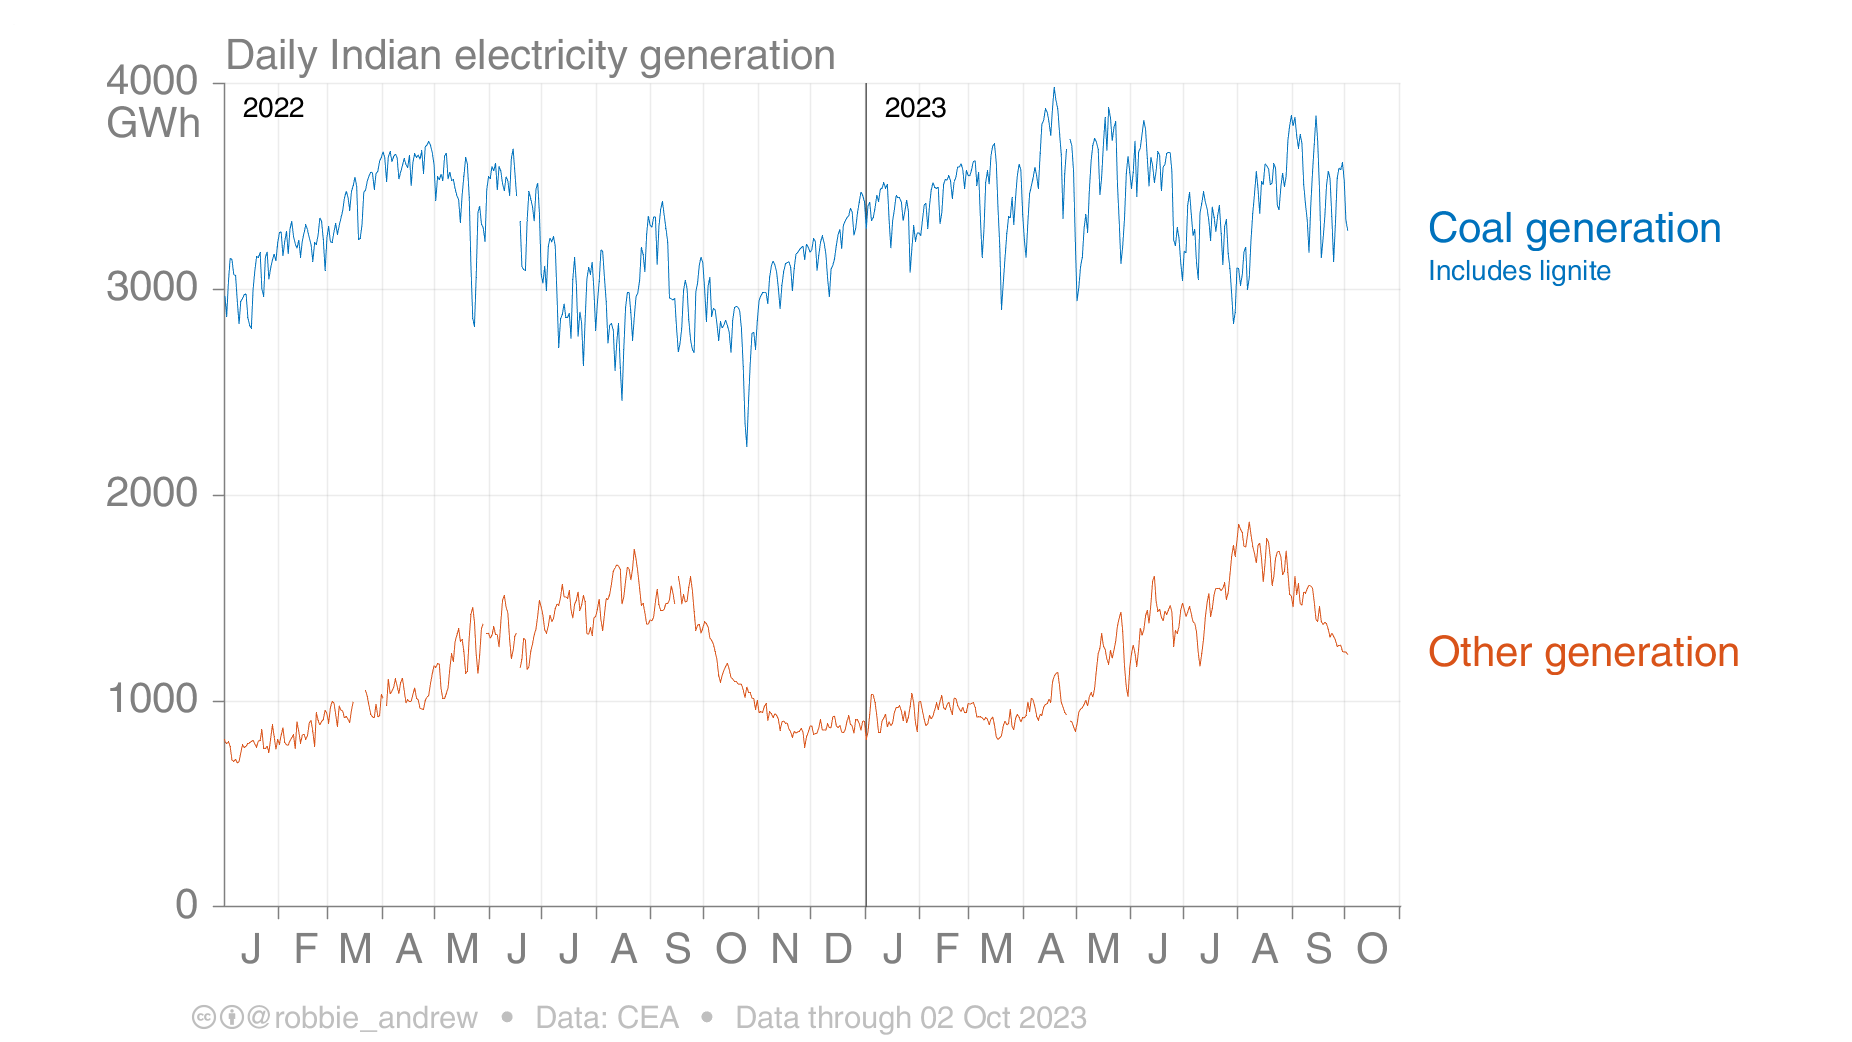 Daily Indian electricity generation
4000
GWh
2022
2023
3000
2000
1000
0
Coal generation
Includes lignite
Other generation
J F M A M J J A S O N D J F M A M J J A S O
@robbie_andrew • Data: CEA • Data through 02 Oct 2023